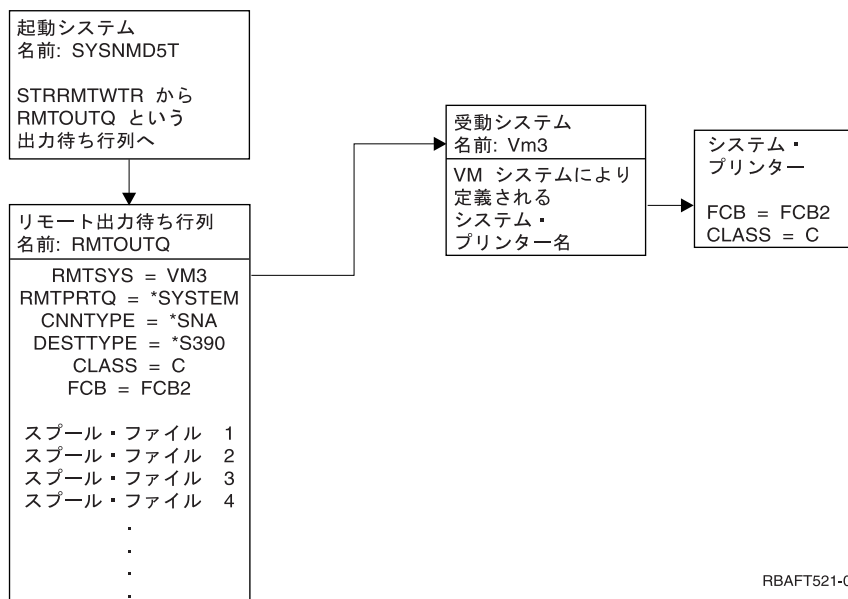 起動システム
名前: SYSNMD5T
STRRMTWTR から
RMTOUTQ という
出力待ち行列へ
リモート出力待ち行列
名前: RMTOUTQ
RMTSYS = VM3
RMTPRTQ = *SYSTEM
CNNTYPE = *SNA
DESTTYPE = *S390
CLASS = C
FCB = FCB2
スプール・ファイル 1
スプール・ファイル 2
スプール・ファイル 3
スプール・ファイル 4
.
.
.
.
受動システム
名前: Vm3
VM システムにより
定義される
システム・
プリンター名
システム・
プリンター
FCB = FCB2
CLASS = C
RBAFT521-0